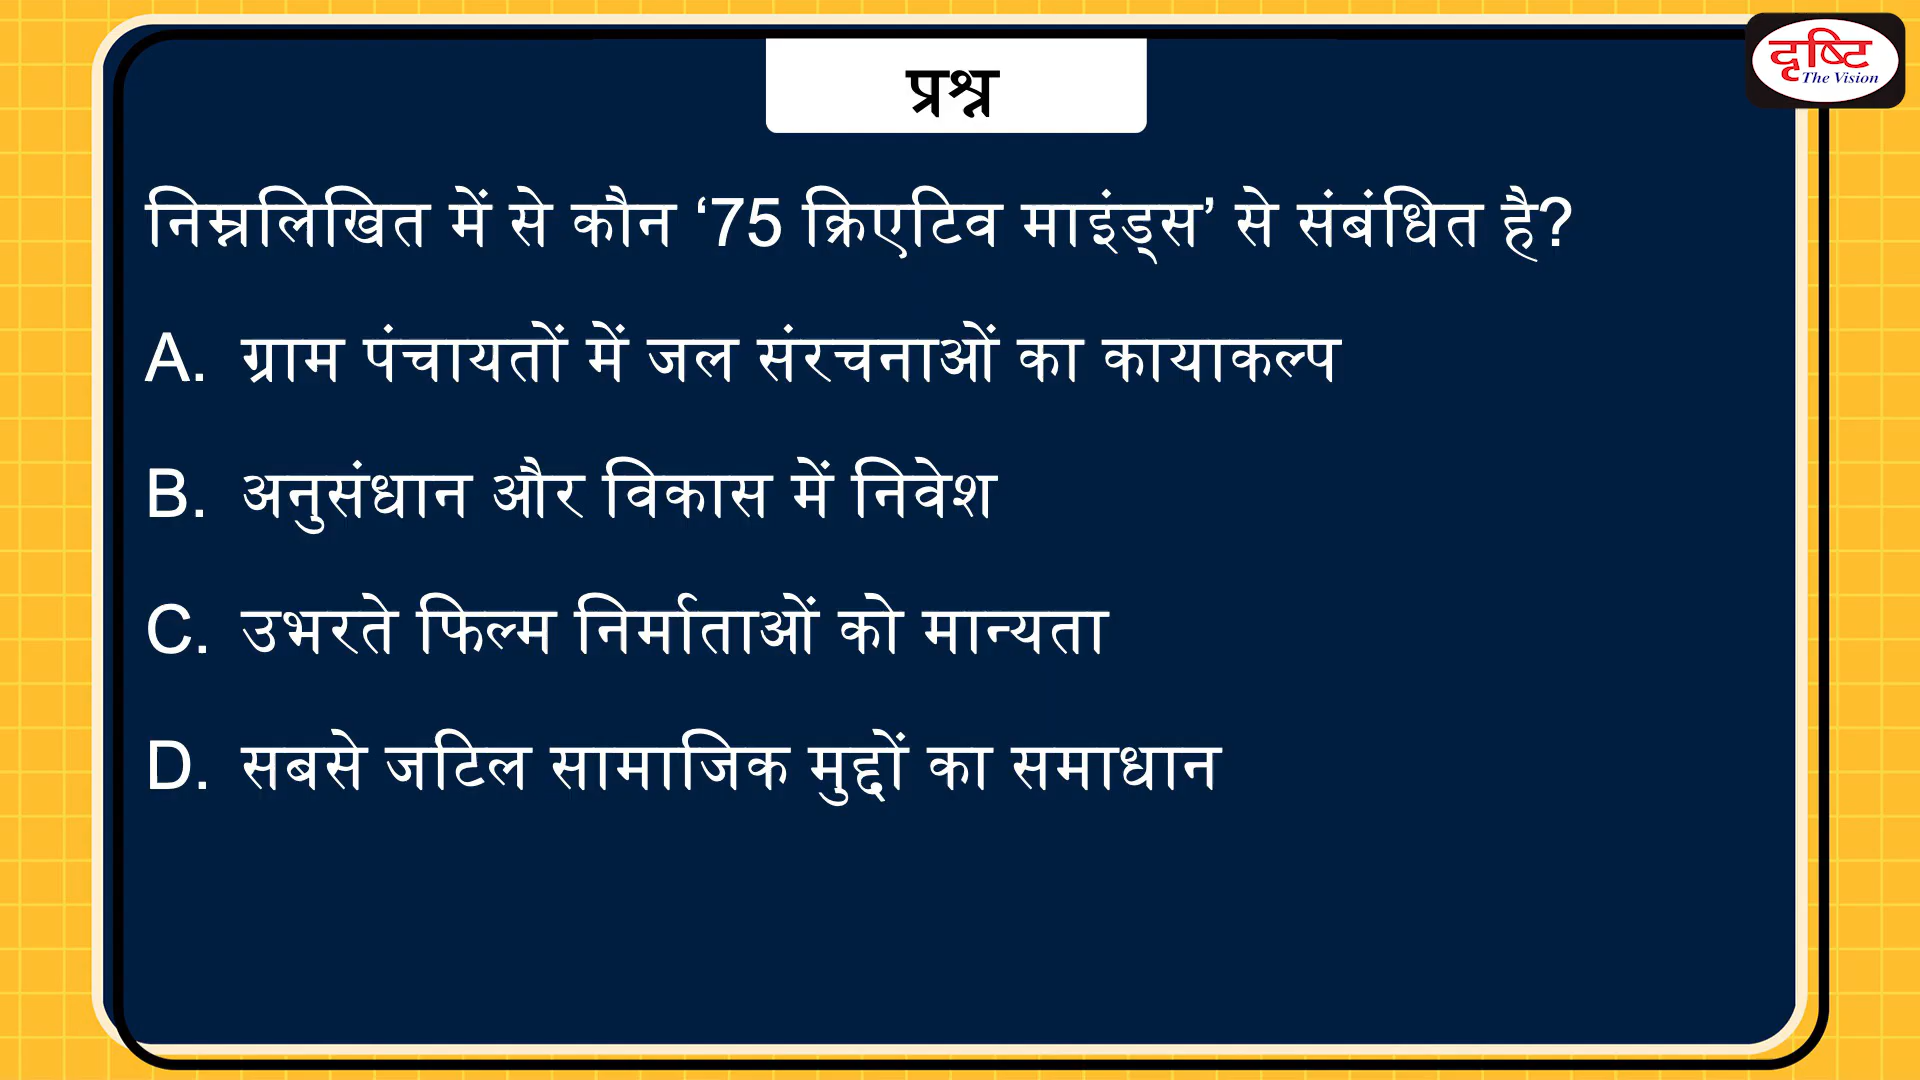 प्रश्न
दृष्टि
The Vision
निम्नलिखित में से कौन ‘75 क्रिएटिव माइंड्स’ से संबंधित है?
A. ग्राम पंचायतों में जल संरचनाओं का कायाकल्प
B. अनुसंधान और विकास में निवेश
C. उभरते फिल्म निर्माताओं को मान्यता
D. सबसे जटिल सामाजिक मुद्दों का समाधान